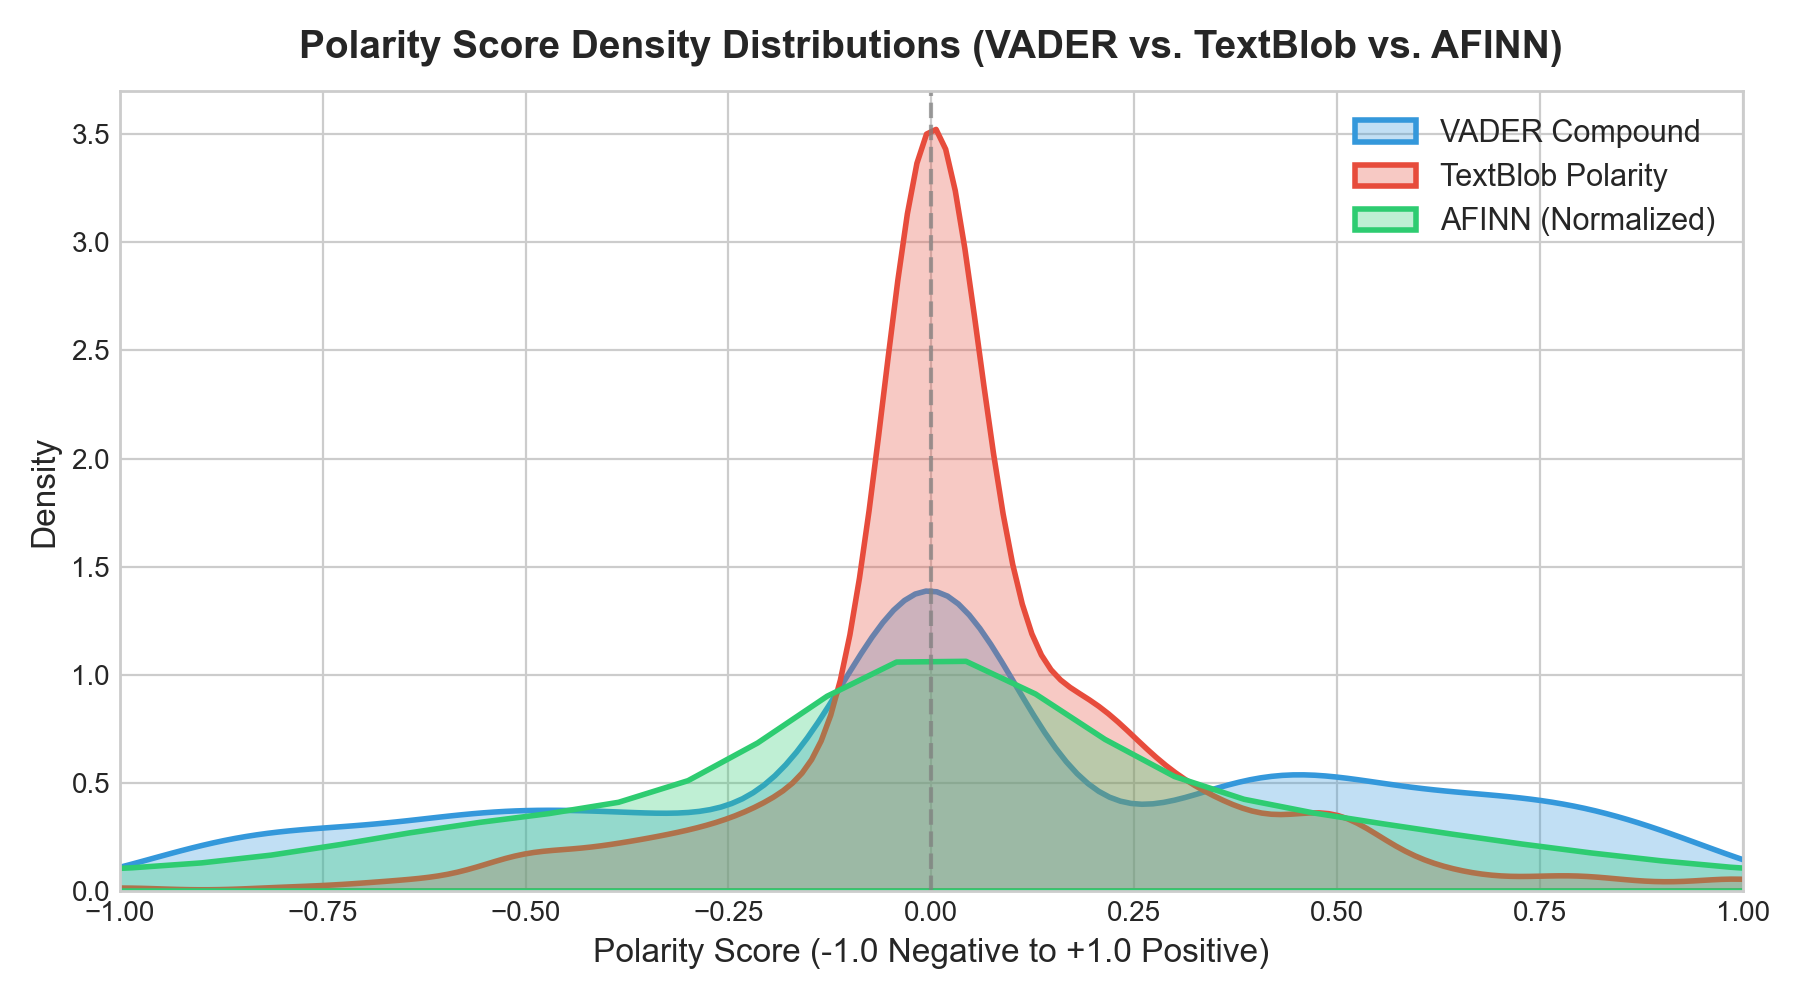 Polarity Score Density Distributions (VADER vs. TextBlob vs. AFINN)
VADER Compound
TextBlob Polarity
AFINN (Normalized)
Density
3.5
3.0
2.5
2.0
1.5
1.0
0.5
0.0
−1.00 −0.75 −0.50 −0.25 0.00 0.25 0.50 0.75 1.00
Polarity Score (-1.0 Negative to +1.0 Positive)